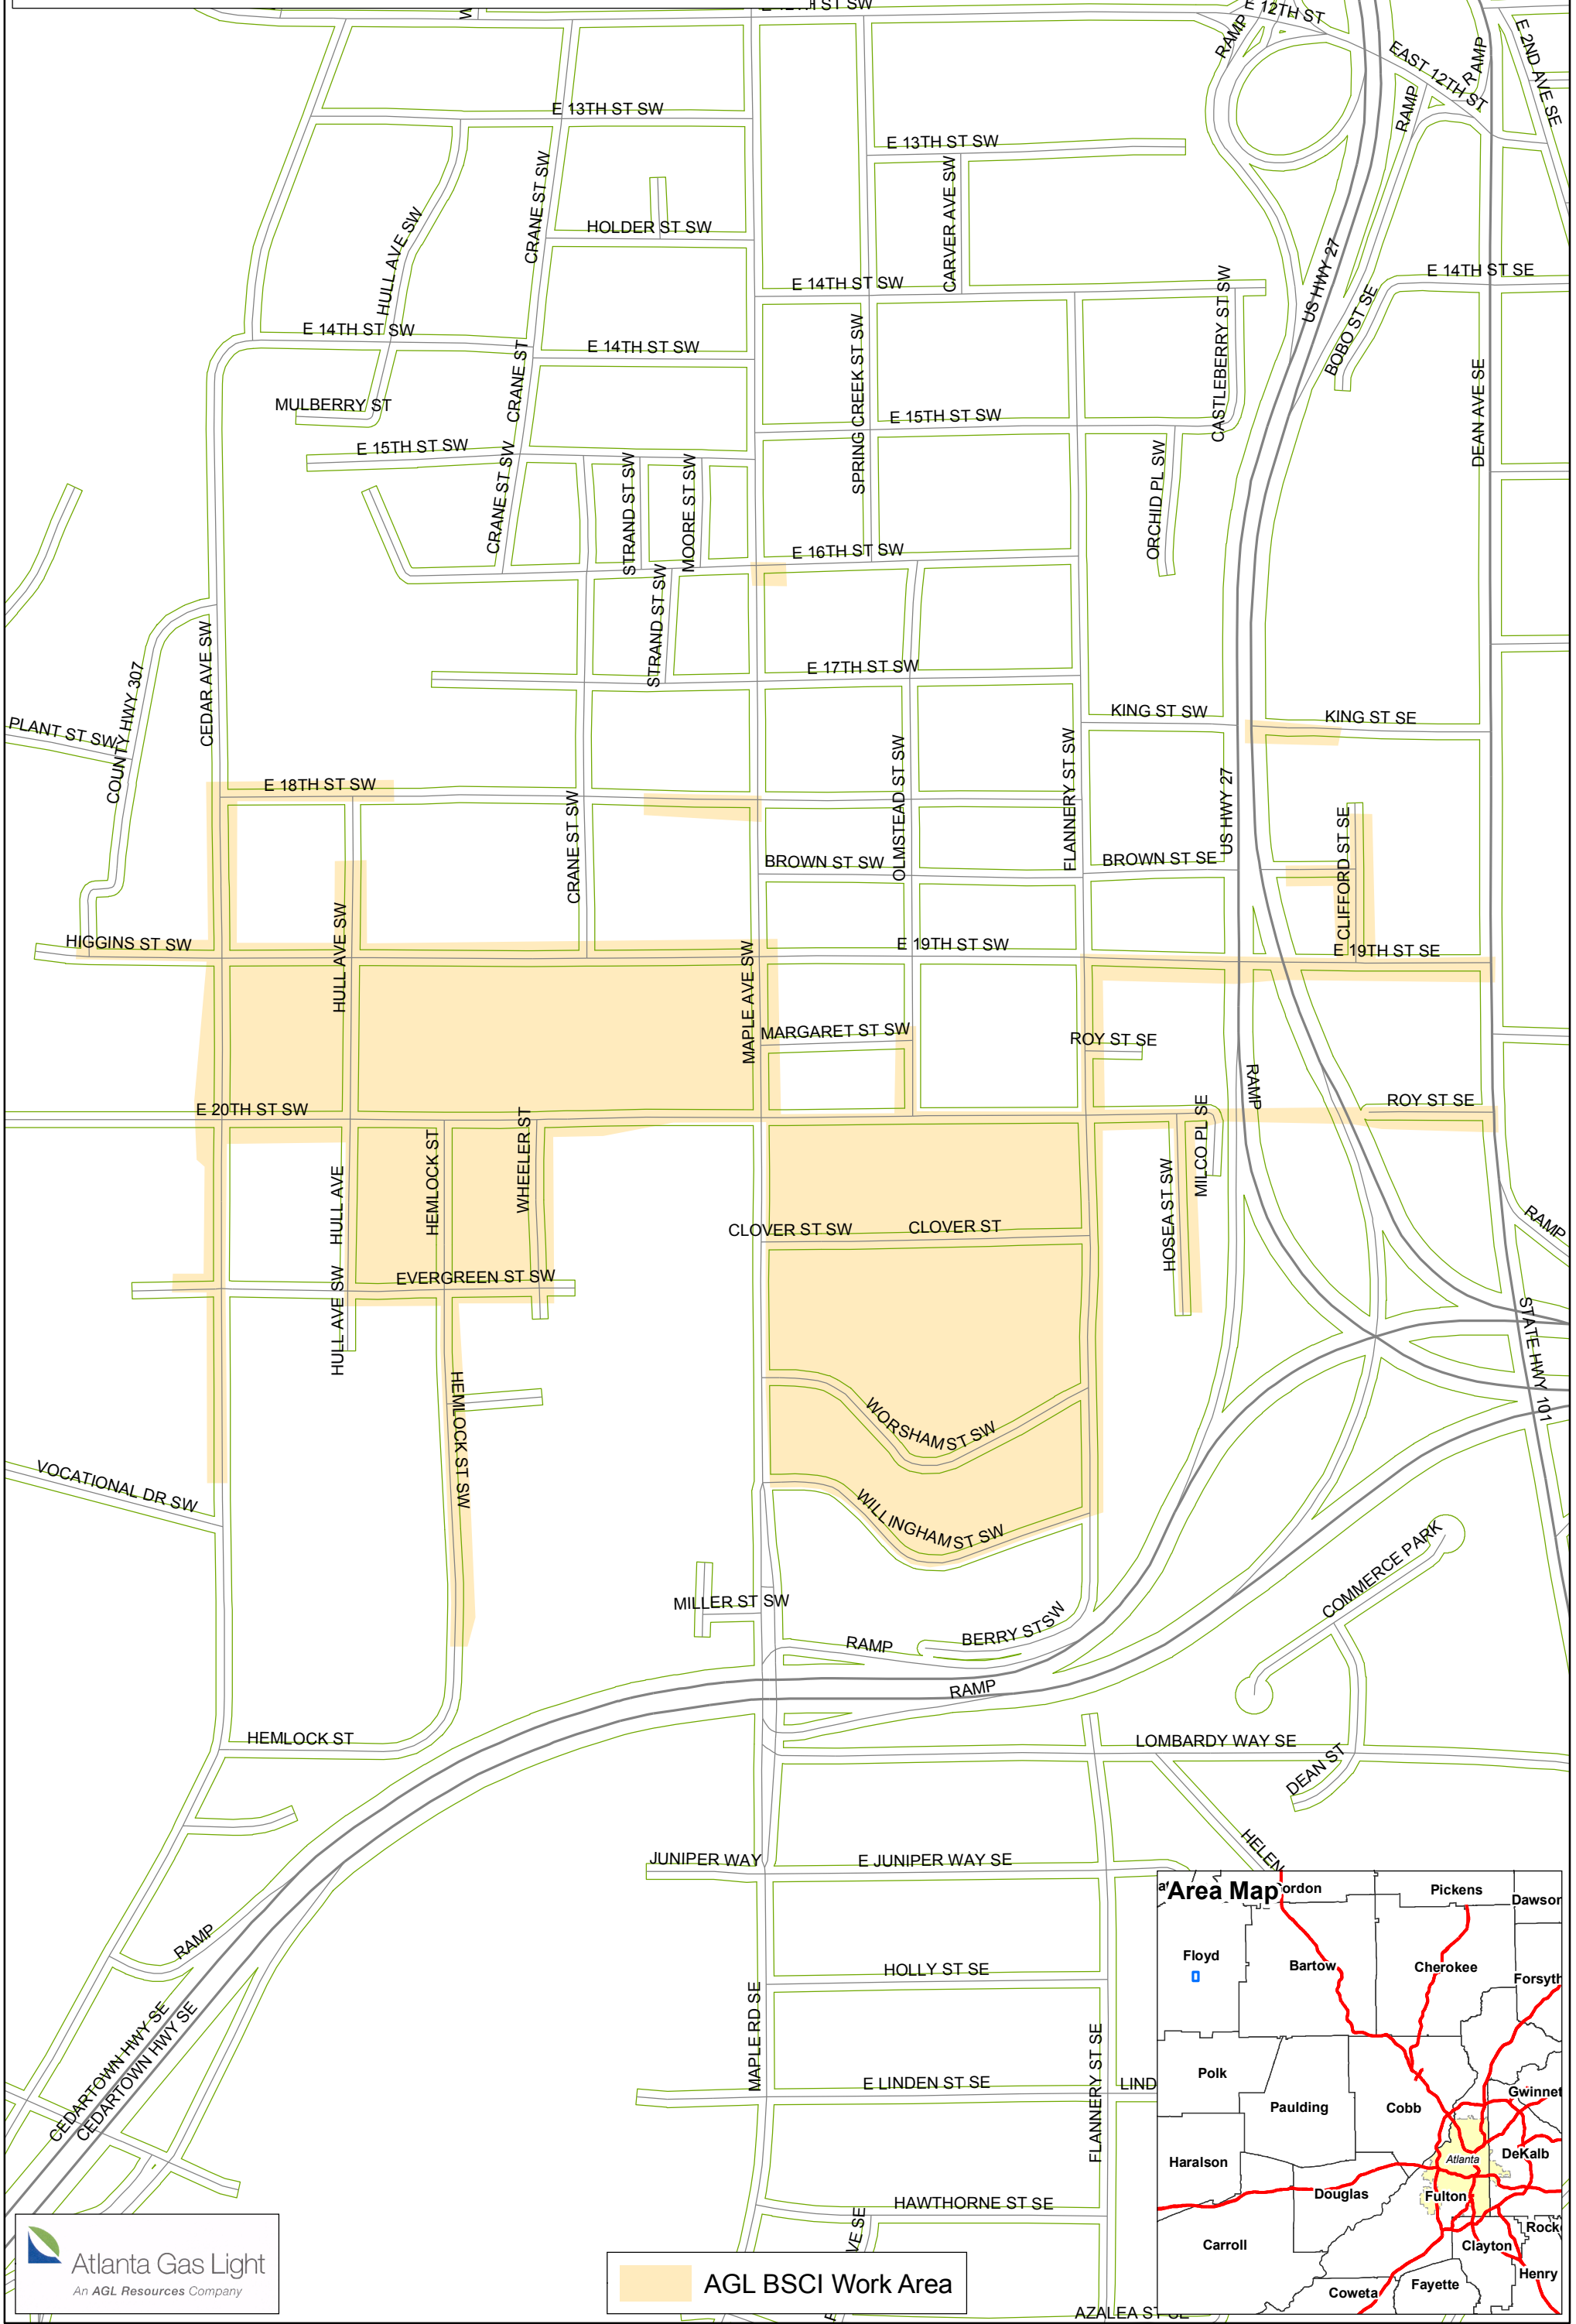 E 12TH ST
RAMP
EAST 12TH ST
RAMP
RAMP
E 2ND AVE SE
E 13TH ST SW
E 13TH ST SW
CRANE ST SW
CARVER AVE SW
HULL AVE SW
HOLDER ST SW
US HWY 27
E 14TH ST SE
E 14TH ST SW
BOBO ST SE
E 14TH ST SW
E 14TH ST SW
SPRING CREEK ST SW
CASTLEBERRY ST SW
DEAN AVE SE
CRANE ST
MULBERRY ST
E 15TH ST SW
E 15TH ST SW
CRANE ST SW
STRAND ST SW
MOORE ST SW
ORCHID PL SW
E 16TH ST SW
STRAND ST SW
CEDAR AVE SW
E 17TH ST SW
COUNTY HWY 307
PLANT ST SW
KING ST SW
KING ST SE
E 18TH ST SW
OLMSTEAD ST SW
FLANNERY ST SW
US HWY 27
CRANE ST SW
BROWN ST SW
BROWN ST SE
CLIFFORD ST SE
HIGGINS ST SW
HULL AVE SW
E 19TH ST SW
E 19TH ST SE
MAPLE AVE SW
MARGARET ST SW
ROY ST SE
RAMP
E 20TH ST SW
ROY ST SE
HULL AVE
HEMLOCK ST
WHEELER ST
MILCO PL SE
HOSEA ST SW
CLOVER ST SW
CLOVER ST
RAMP
EVERGREEN ST SW
HULL AVE SW
STATE HWY 101
HEMLOCK ST SW
WORSHAM ST SW
VOCATIONAL DR SW
WILLINGHAM ST SW
COMMERCE PARK
MILLER ST SW
RAMP
BERRY ST SW
RAMP
HEMLOCK ST
LOMBARDY WAY SE
DEAN ST
HELEN
JUNIPER WAY
E JUNIPER WAY SE
RAMP
HOLLY ST SE
CEDARTOWN HWY SE
CEDARTOWN HWY SE
MAPLE RD SE
FLANNERY ST SE
E LINDEN ST SE
LIND
HAWTHORNE ST SE
VE SE
Area Map
ordon
Pickens
Dawson
Floyd
Bartow
Cherokee
Forsyth
Polk
Paulding
Cobb
Gwinnet
Haralson
Atlanta
DeKalb
Douglas
Fulton
Rock
Carroll
Clayton
Henry
Coweta
Fayette
Atlanta Gas Light
An AGL Resources Company
AGL BSCI Work Area